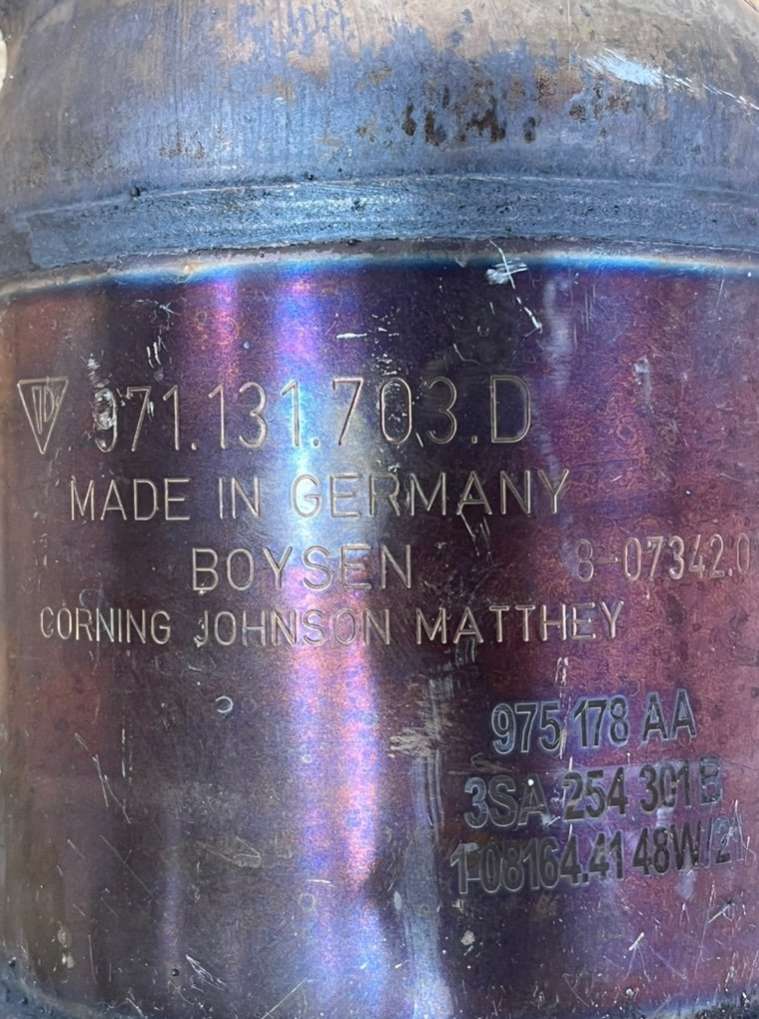 971.131.703.D
MADE IN GERMANY
BOYSEN 8-07342.0
CORNING JOHNSON MATTHEY
975 178 AA
3SA 254 301 B
1-08164.41 48W/21